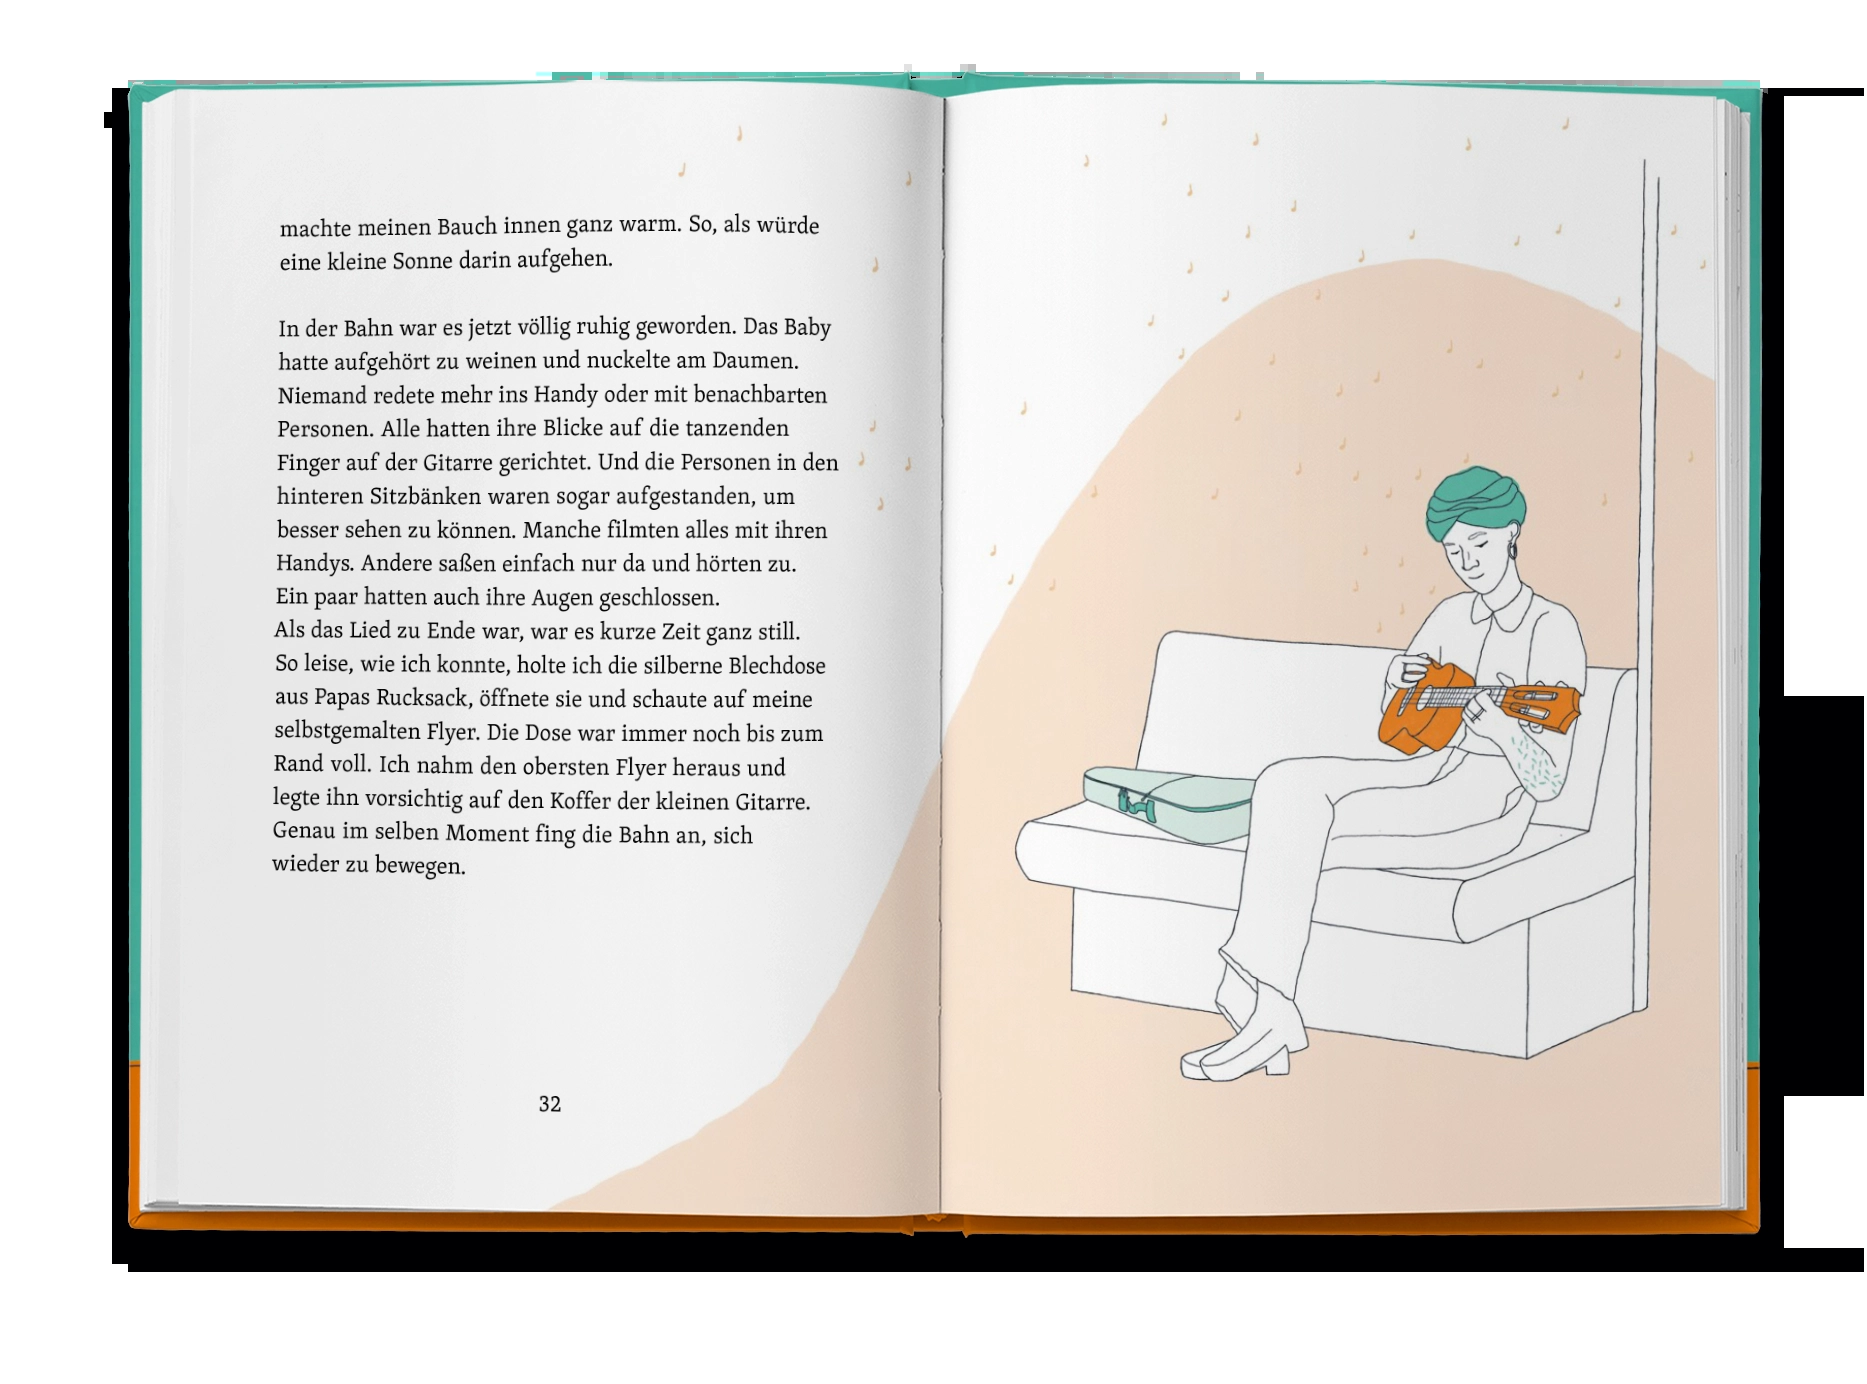 machte meinen Bauch innen ganz warm. So, als würde
eine kleine Sonne darin aufgehen.
In der Bahn war es jetzt völlig ruhig geworden. Das Baby
hatte aufgehört zu weinen und nuckelte am Daumen.
Niemand redete mehr ins Handy oder mit benachbarten
Personen. Alle hatten ihre Blicke auf die tanzenden
Finger auf der Gitarre gerichtet. Und die Personen in den
hinteren Sitzbänken waren sogar aufgestanden, um
besser sehen zu können. Manche filmten alles mit ihren
Handys. Andere saßen einfach nur da und hörten zu.
Ein paar hatten auch ihre Augen geschlossen.
Als das Lied zu Ende war, war es kurze Zeit ganz still.
So leise, wie ich konnte, holte ich die silberne Blechdose
aus Papas Rucksack, öffnete sie und schaute auf meine
selbstgemalten Flyer. Die Dose war immer noch bis zum
Rand voll. Ich nahm den obersten Flyer heraus und
legte ihn vorsichtig auf den Koffer der kleinen Gitarre.
Genau im selben Moment fing die Bahn an, sich
wieder zu bewegen.
32